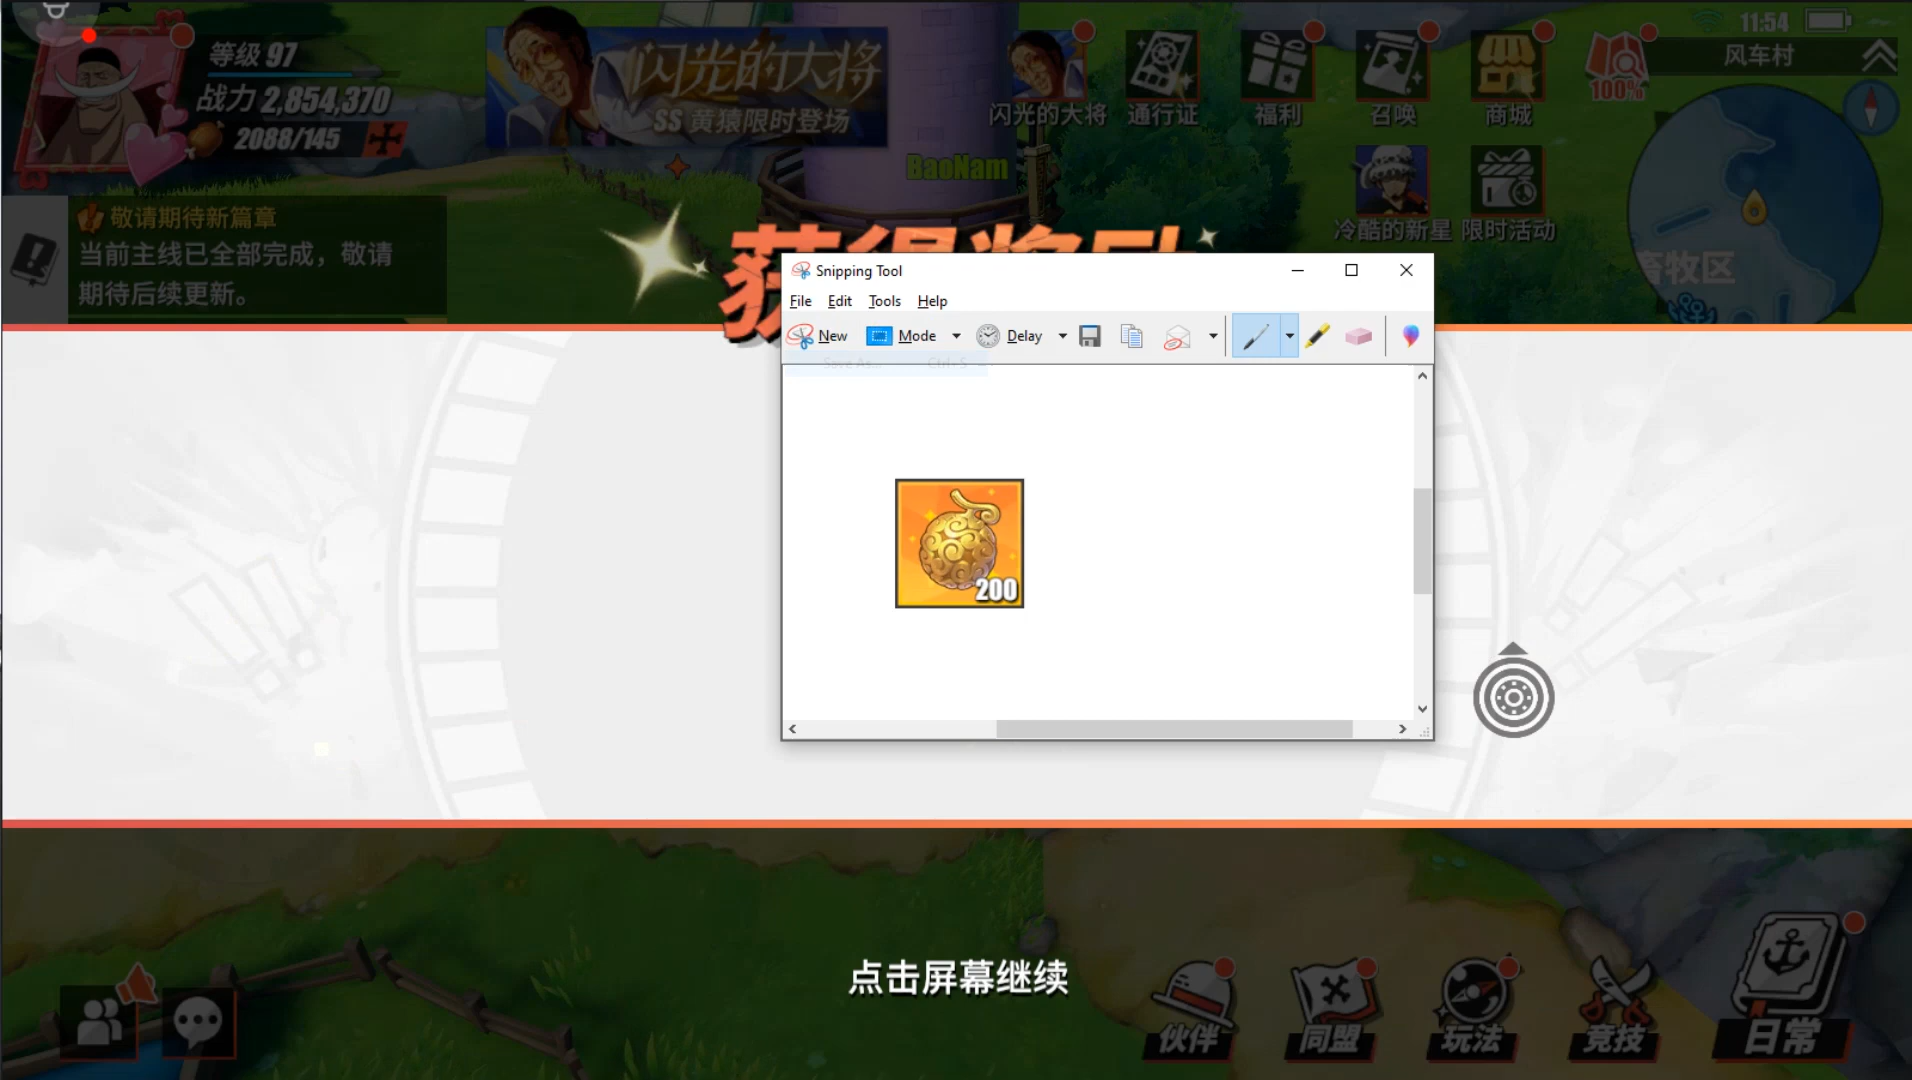 等级 97
战力 2,854,370
2088/145
闪光的大将
SS 黄猿限时登场
闪光的大将
通行证
福利
召唤
商城
100%
11:54
风车村
BaoNam
冷酷的新星
限时活动
畜牧区
敬请期待新篇章
当前主线已全部完成，敬请
期待后续更新。
Snipping Tool
File Edit Tools Help
New Mode Delay
Save As... Ctrl+S
200
点击屏幕继续
伙伴
同盟
玩法
竞技
日常